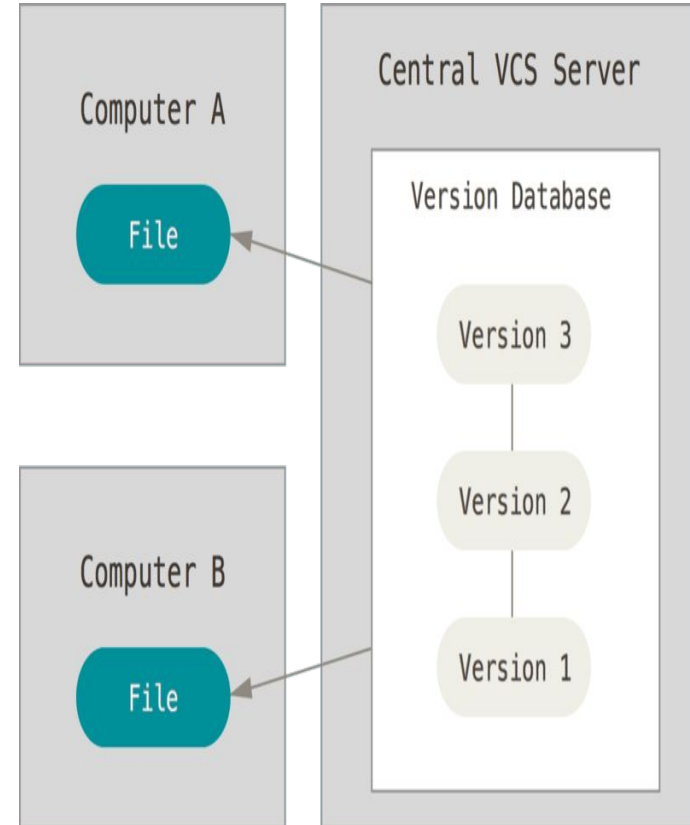 Computer A
File
Computer B
File
Central VCS Server
Version Database
Version 3
Version 2
Version 1